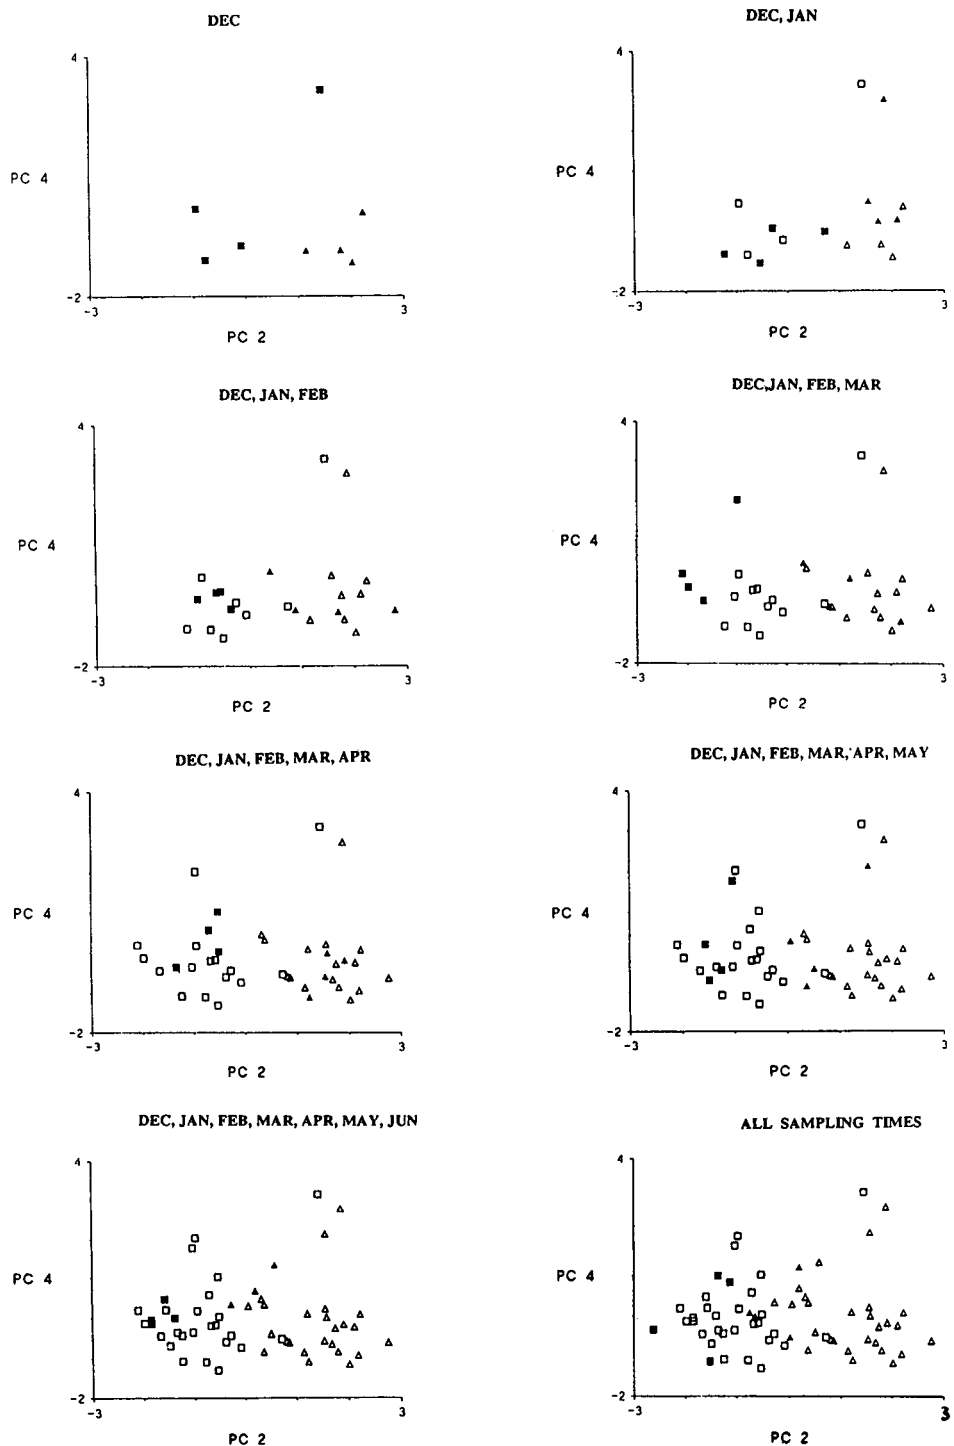 DEC
4
PC 4
-2
-3
3
PC 2
DEC, JAN
4
PC 4
-2
-3
3
PC 2
DEC, JAN, FEB
4
PC 4
-2
-3
3
PC 2
DEC,JAN, FEB, MAR
4
PC 4
-2
-3
3
PC 2
DEC, JAN, FEB, MAR, APR
4
PC 4
-2
-3
3
PC 2
DEC, JAN, FEB, MAR, APR, MAY
4
PC 4
-2
-3
3
PC 2
DEC, JAN, FEB, MAR, APR, MAY, JUN
4
PC 4
-2
-3
3
PC 2
ALL SAMPLING TIMES
4
PC 4
-2
-3
3
PC 2